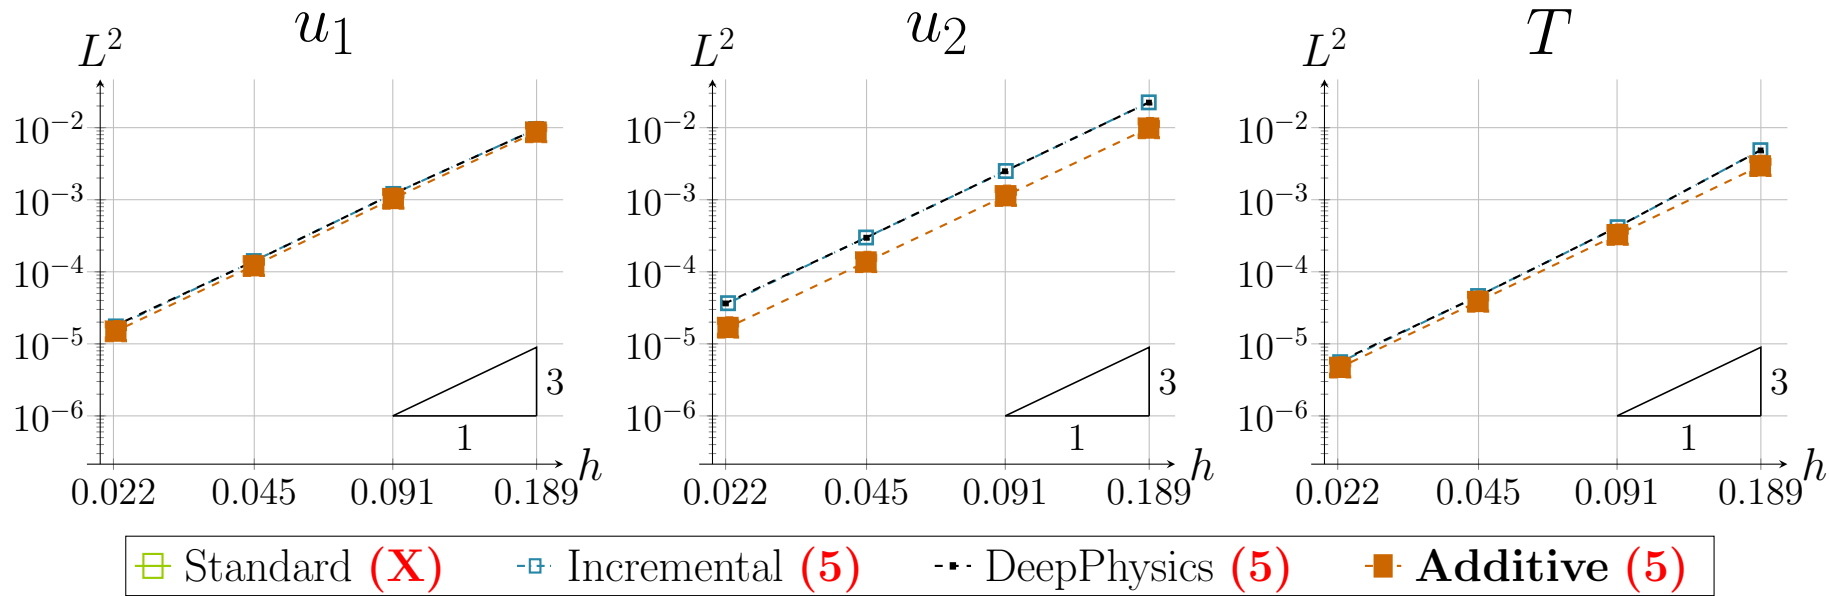 u₁
u₂
T
L²
10⁻²
10⁻³
10⁻⁴
10⁻⁵
10⁻⁶
3
1
h
0.022 0.045 0.091 0.189
L²
10⁻²
10⁻³
10⁻⁴
10⁻⁵
10⁻⁶
3
1
h
0.022 0.045 0.091 0.189
L²
10⁻²
10⁻³
10⁻⁴
10⁻⁵
10⁻⁶
3
1
h
0.022 0.045 0.091 0.189
Standard (X) Incremental (5) DeepPhysics (5) Additive (5)